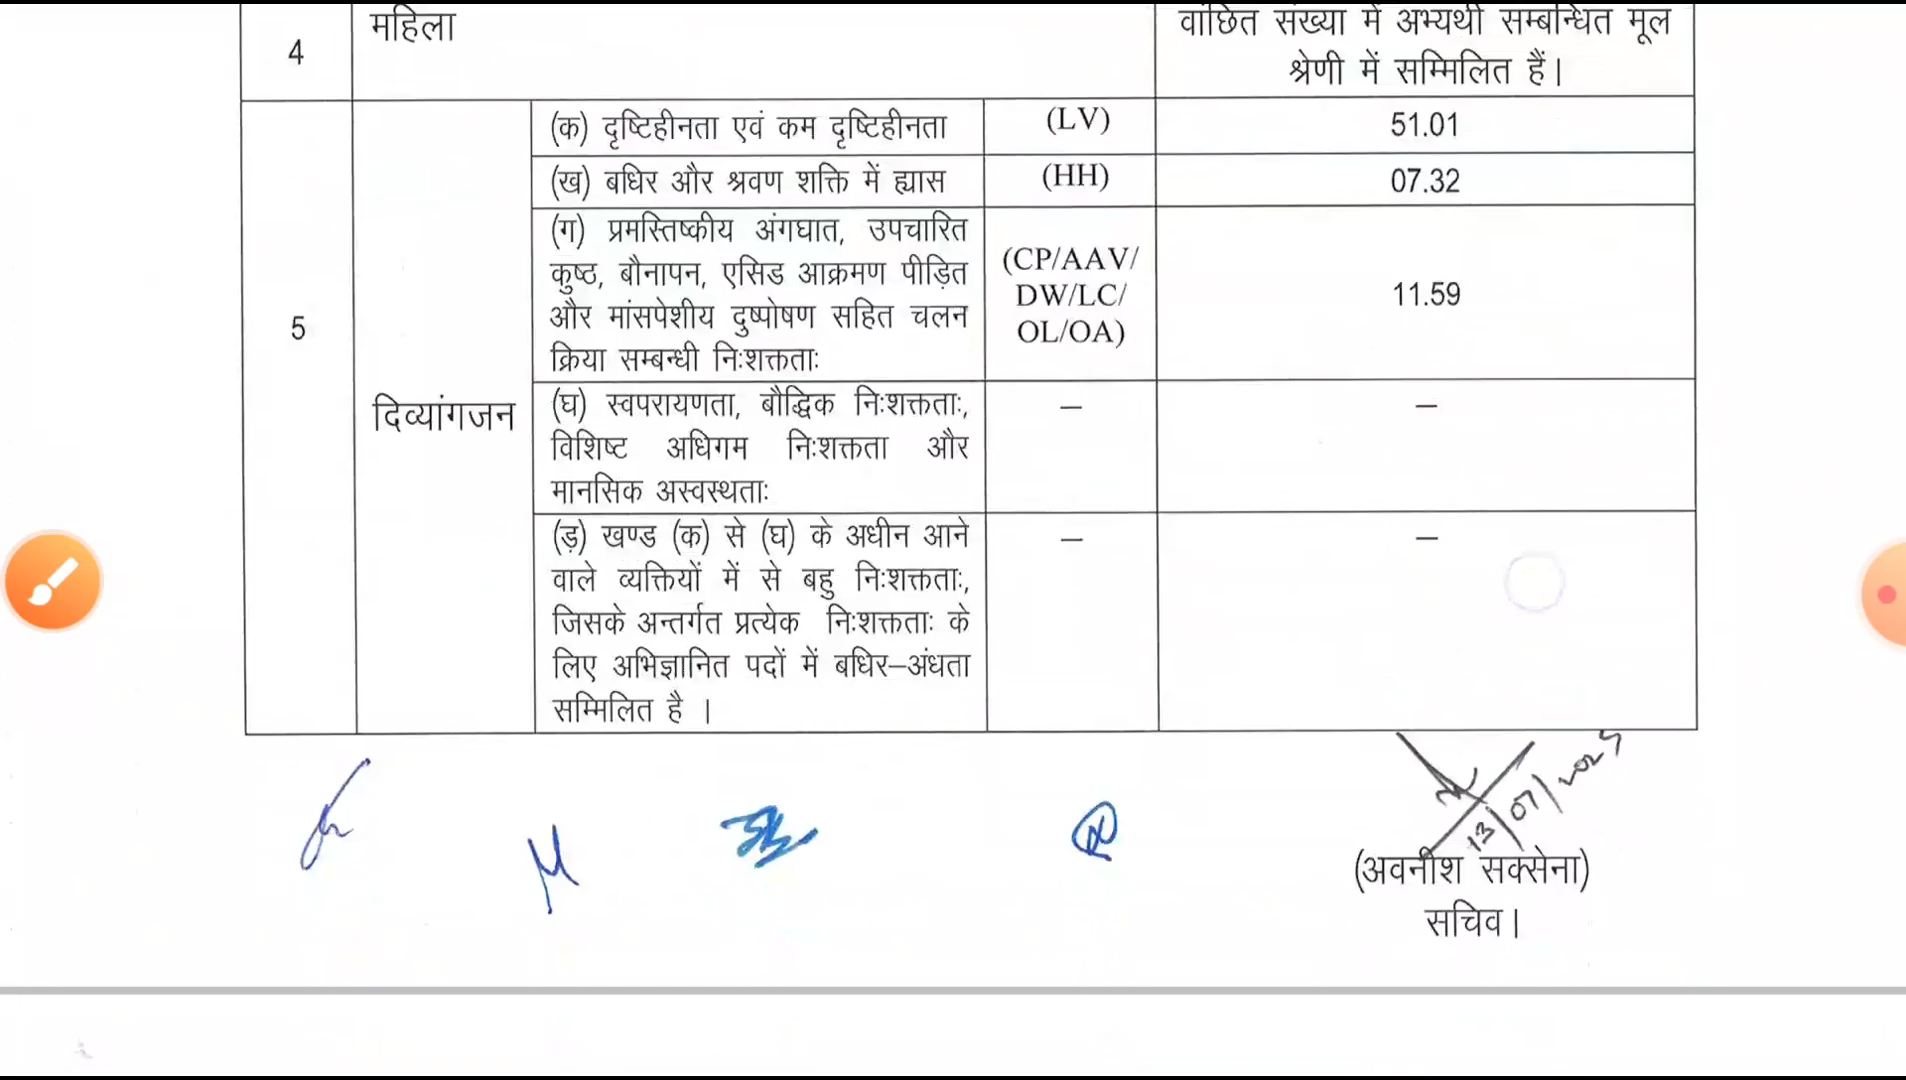 4
महिला
वांछित संख्या में अभ्यर्थी सम्बन्धित मूल
श्रेणी में सम्मिलित हैं।
5
दिव्यांगजन
(क) दृष्टिहीनता एवं कम दृष्टिहीनता
(LV)
51.01
(ख) बधिर और श्रवण शक्ति में ह्यास
(HH)
07.32
(ग) प्रमस्तिष्कीय अंगघात, उपचारित
कुष्ठ, बौनापन, एसिड आक्रमण पीड़ित
और मांसपेशीय दुष्पोषण सहित चलन
क्रिया सम्बन्धी निःशक्तताः
(CP/AAV/
DW/LC/
OL/OA)
11.59
(घ) स्वपरायणता, बौद्धिक निःशक्तताः,
विशिष्ट अधिगम निःशक्तता और
मानसिक अस्वस्थताः
–
–
(ड़) खण्ड (क) से (घ) के अधीन आने
वाले व्यक्तियों में से बहु निःशक्तताः,
जिसके अन्तर्गत प्रत्येक निःशक्तताः के
लिए अभिज्ञानित पदों में बधिर–अंधता
सम्मिलित है ।
–
–
13/07/2025
(अवनीश सक्सेना)
सचिव।